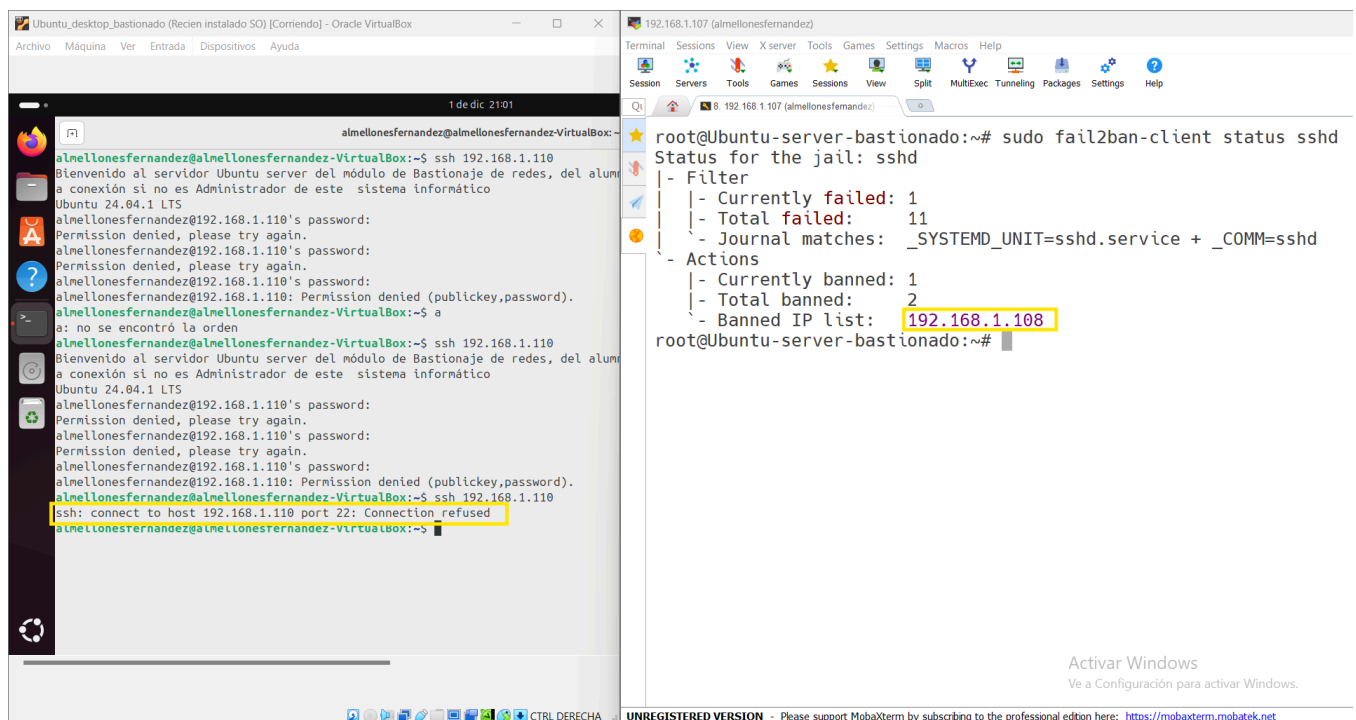 Ubuntu_desktop_bastionado (Recien instalado SO) [Corriendo] - Oracle VirtualBox
Archivo Máquina Ver Entrada Dispositivos Ayuda
1 de dic 21:01
almellonesfernandez@almellonesfernandez-VirtualBox: ~
almellonesfernandez@almellonesfernandez-VirtualBox:~$ ssh 192.168.1.110
Bienvenido al servidor Ubuntu server del módulo de Bastionaje de redes, del alum
a conexión si no es Administrador de este  sistema informático
Ubuntu 24.04.1 LTS
almellonesfernandez@192.168.1.110's password:
Permission denied, please try again.
almellonesfernandez@192.168.1.110's password:
Permission denied, please try again.
almellonesfernandez@192.168.1.110's password:
almellonesfernandez@192.168.1.110: Permission denied (publickey,password).
almellonesfernandez@almellonesfernandez-VirtualBox:~$ a
a: no se encontró la orden
almellonesfernandez@almellonesfernandez-VirtualBox:~$ ssh 192.168.1.110
Bienvenido al servidor Ubuntu server del módulo de Bastionaje de redes, del alum
a conexión si no es Administrador de este  sistema informático
Ubuntu 24.04.1 LTS
almellonesfernandez@192.168.1.110's password:
Permission denied, please try again.
almellonesfernandez@192.168.1.110's password:
Permission denied, please try again.
almellonesfernandez@192.168.1.110's password:
almellonesfernandez@192.168.1.110: Permission denied (publickey,password).
almellonesfernandez@almellonesfernandez-VirtualBox:~$ ssh 192.168.1.110
ssh: connect to host 192.168.1.110 port 22: Connection refused
almellonesfernandez@almellonesfernandez-VirtualBox:~$
CTRL DERECHA
192.168.1.107 (almellonesfernandez)
Terminal Sessions View X server Tools Games Settings Macros Help
Session Servers Tools Games Sessions View Split MultiExec Tunneling Packages Settings Help
8. 192.168.1.107 (almellonesfernandez)
root@Ubuntu-server-bastionado:~# sudo fail2ban-client status sshd
Status for the jail: sshd
|- Filter
|  |- Currently failed: 1
|  |- Total failed:     11
|  `- Journal matches:  _SYSTEMD_UNIT=sshd.service + _COMM=sshd
`- Actions
   |- Currently banned: 1
   |- Total banned:     2
   `- Banned IP list:   192.168.1.108
root@Ubuntu-server-bastionado:~#
Activar Windows
Ve a Configuración para activar Windows.
UNREGISTERED VERSION - Please support MobaXterm by subscribing to the professional edition here: https://mobaxterm.mobatek.net